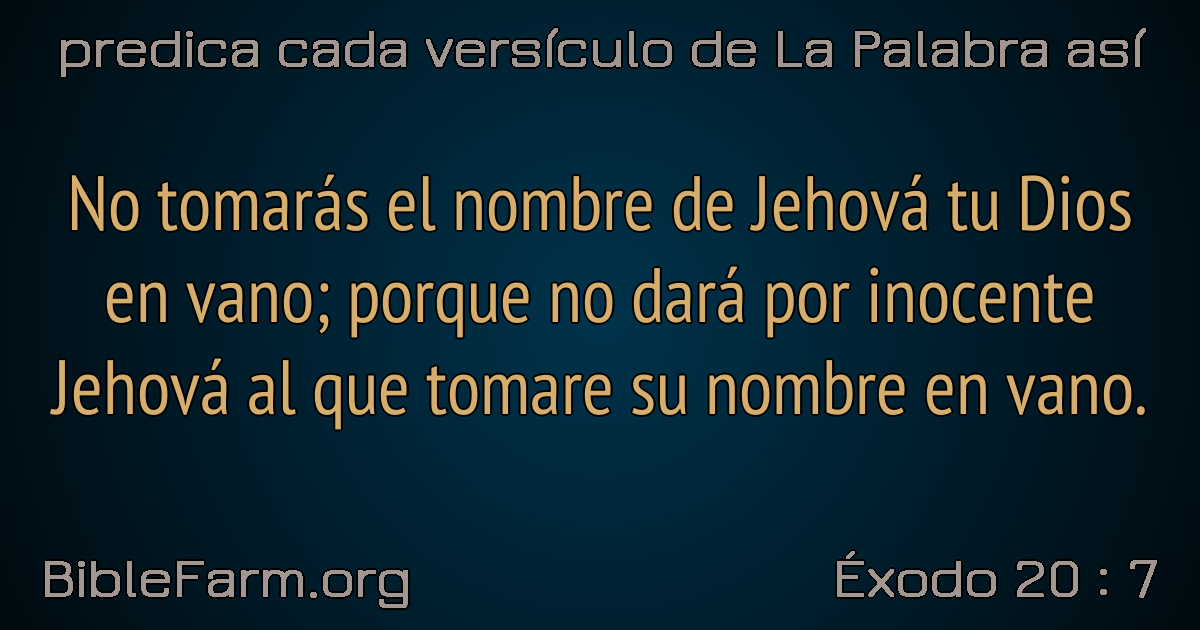 predica cada versículo de La Palabra así
No tomarás el nombre de Jehová tu Dios
en vano; porque no dará por inocente
Jehová al que tomare su nombre en vano.
BibleFarm.org
Éxodo 20 : 7